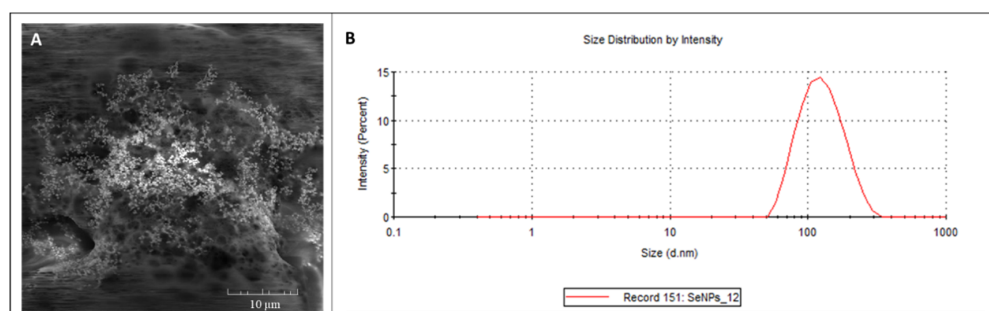 A
10 µm
B
Size Distribution by Intensity
Intensity (Percent)
15
10
5
0
0.1 1 10 100 1000
Size (d.nm)
Record 151: SeNPs_12